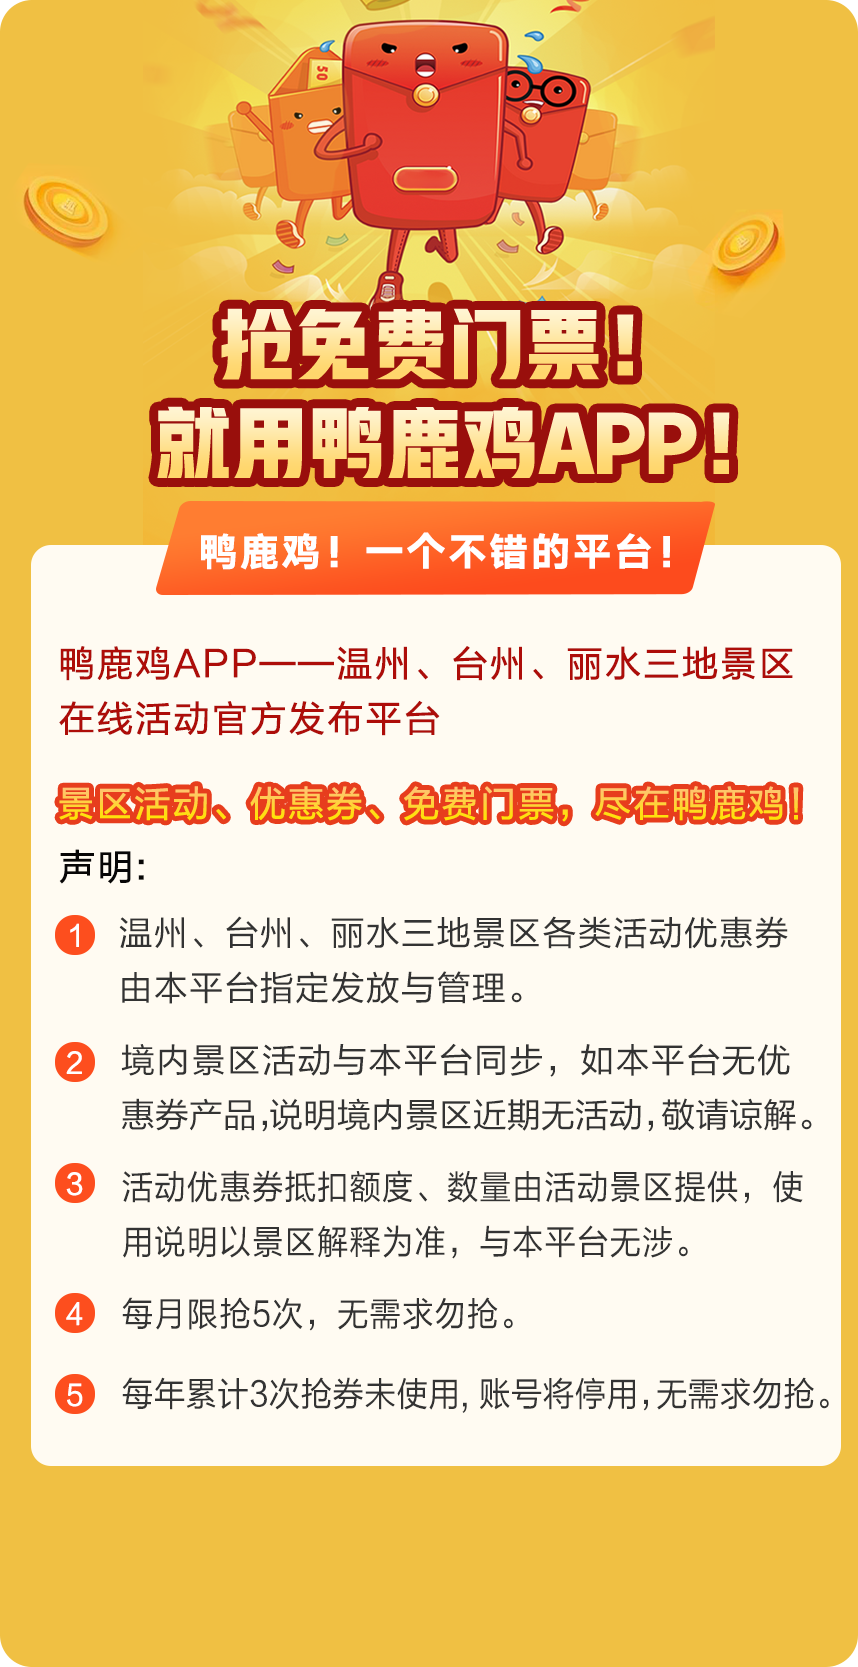 50
抢免费门票！
就用鸭鹿鸡APP！
鸭鹿鸡！一个不错的平台！
鸭鹿鸡APP——温州、台州、丽水三地景区
在线活动官方发布平台
景区活动、优惠券、免费门票，尽在鸭鹿鸡！
声明：
1 温州、台州、丽水三地景区各类活动优惠券
由本平台指定发放与管理。
2 境内景区活动与本平台同步，如本平台无优
惠券产品,说明境内景区近期无活动,敬请谅解。
3 活动优惠券抵扣额度、数量由活动景区提供，使
用说明以景区解释为准，与本平台无涉。
4 每月限抢5次，无需求勿抢。
5 每年累计3次抢券未使用,账号将停用,无需求勿抢。